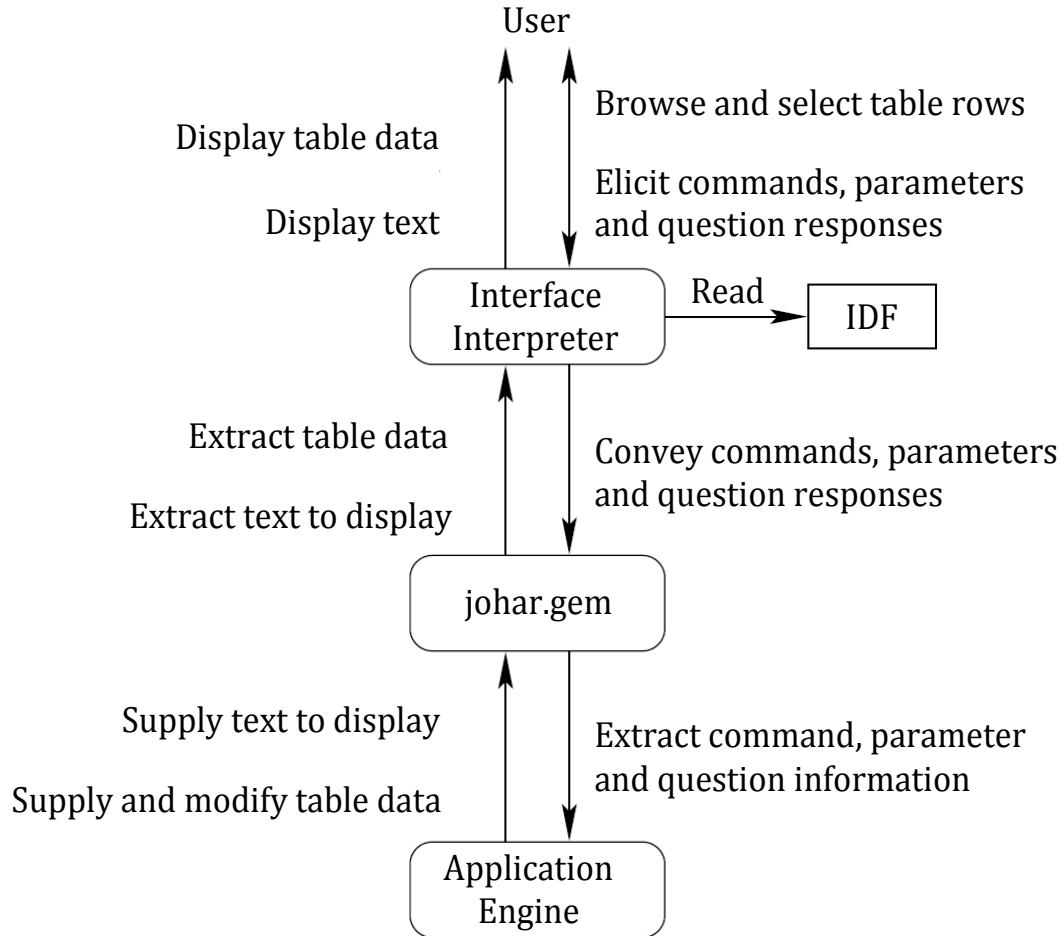 User
Browse and select table rows
Display table data
Elicit commands, parameters
and question responses
Display text
Interface
Interpreter
Read
IDF
Extract table data
Convey commands, parameters
and question responses
Extract text to display
johar.gem
Supply text to display
Extract command, parameter
and question information
Supply and modify table data
Application
Engine